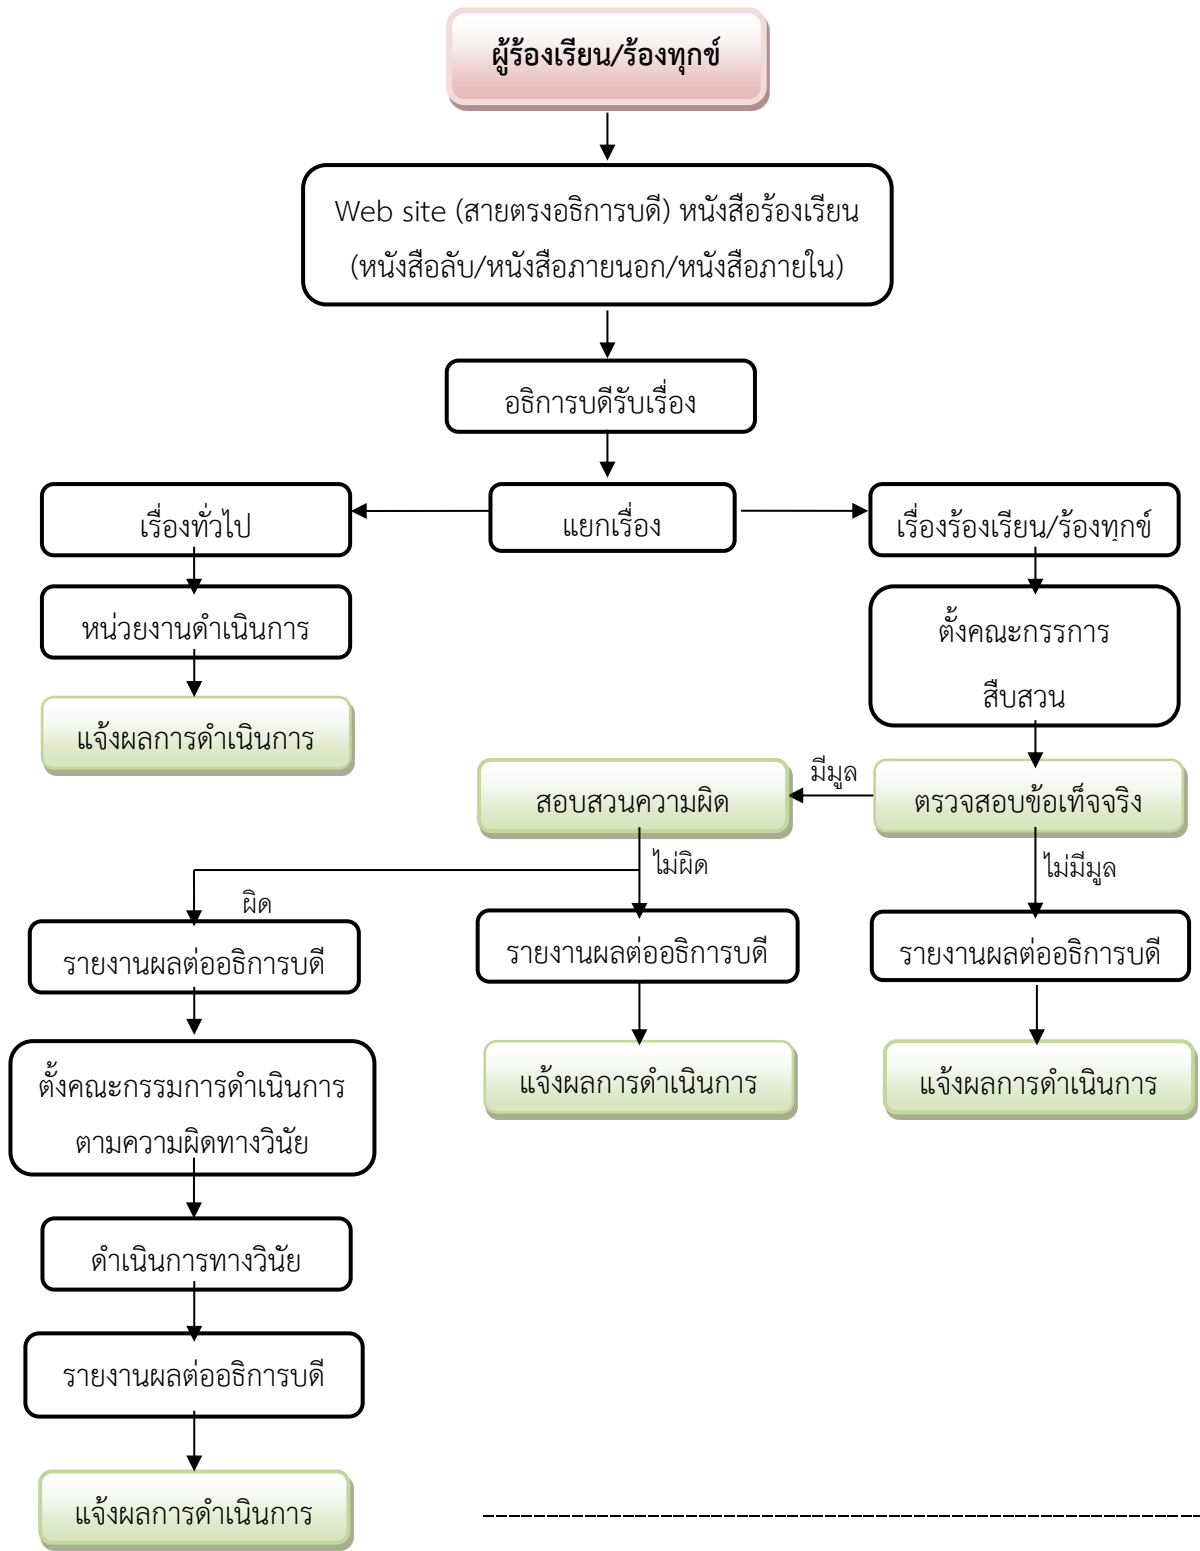 ผู้ร้องเรียน/ร้องทุกข์
Web site (สายตรงอธิการบดี) หนังสือร้องเรียน
(หนังสือลับ/หนังสือภายนอก/หนังสือภายใน)
อธิการบดีรับเรื่อง
เรื่องทั่วไป
แยกเรื่อง
เรื่องร้องเรียน/ร้องทุกข์
หน่วยงานดำเนินการ
ตั้งคณะกรรการ
สืบสวน
แจ้งผลการดำเนินการ
สอบสวนความผิด
มีมูล
ตรวจสอบข้อเท็จจริง
ไม่ผิด
ไม่มีมูล
ผิด
รายงานผลต่ออธิการบดี
รายงานผลต่ออธิการบดี
รายงานผลต่ออธิการบดี
ตั้งคณะกรรมการดำเนินการ
ตามความผิดทางวินัย
แจ้งผลการดำเนินการ
แจ้งผลการดำเนินการ
ดำเนินการทางวินัย
รายงานผลต่ออธิการบดี
แจ้งผลการดำเนินการ